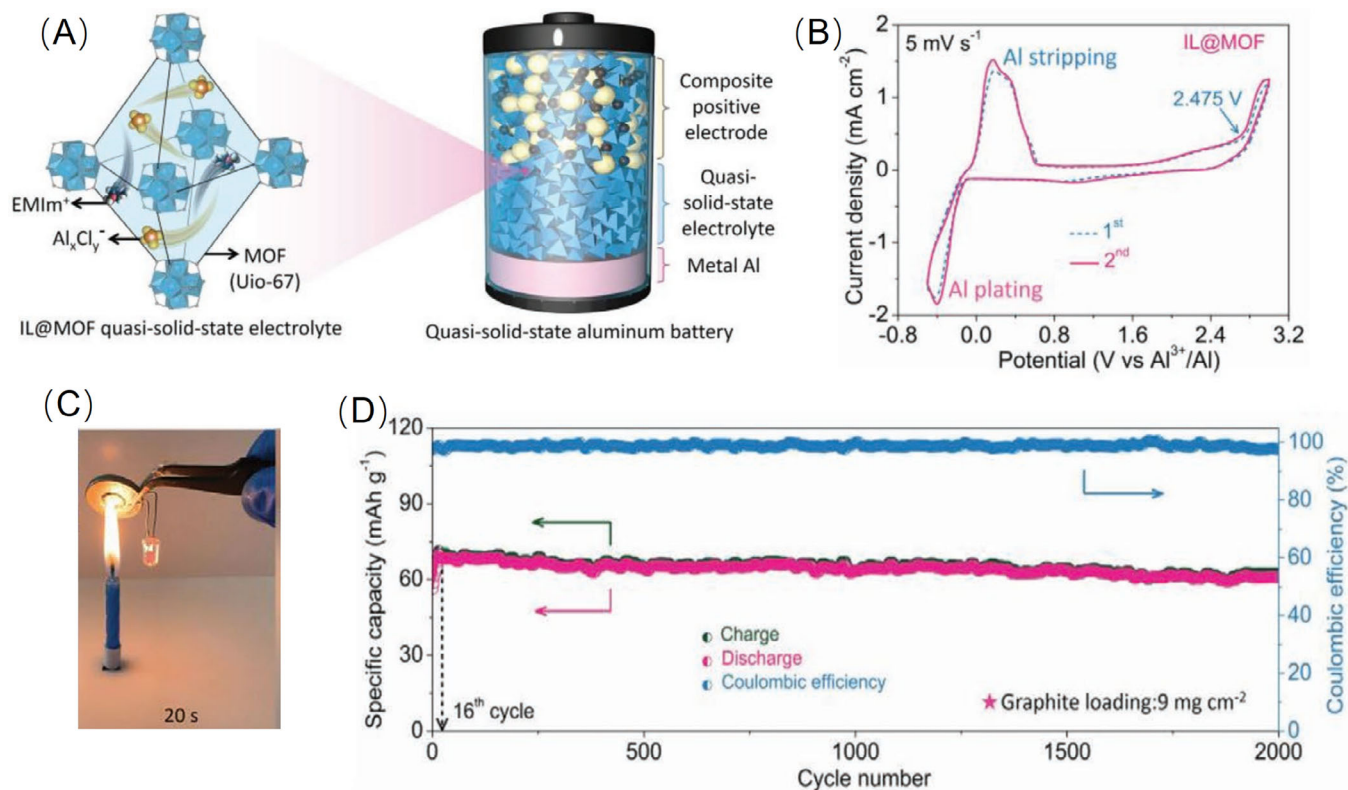 (A)
EMIm⁺
AlₓClᵧ⁻
MOF
(Uio-67)
IL@MOF quasi-solid-state electrolyte
Composite
positive
electrode
Quasi-
solid-state
electrolyte
Metal Al
Quasi-solid-state aluminum battery
(B)
5 mV s⁻¹
IL@MOF
Al stripping
2.475 V
1ˢᵗ
2ⁿᵈ
Al plating
Current density (mA cm⁻²)
2
1
0
-1
-2
-0.8
0.0
0.8
1.6
2.4
3.2
Potential (V vs Al³⁺/Al)
(C)
20 s
(D)
Specific capacity (mAh g⁻¹)
120
90
60
30
0
Charge
Discharge
Coulombic efficiency
16ᵗʰ cycle
★ Graphite loading:9 mg cm⁻²
0
500
1000
1500
2000
Cycle number
100
80
60
40
20
0
Coulombic efficiency (%)